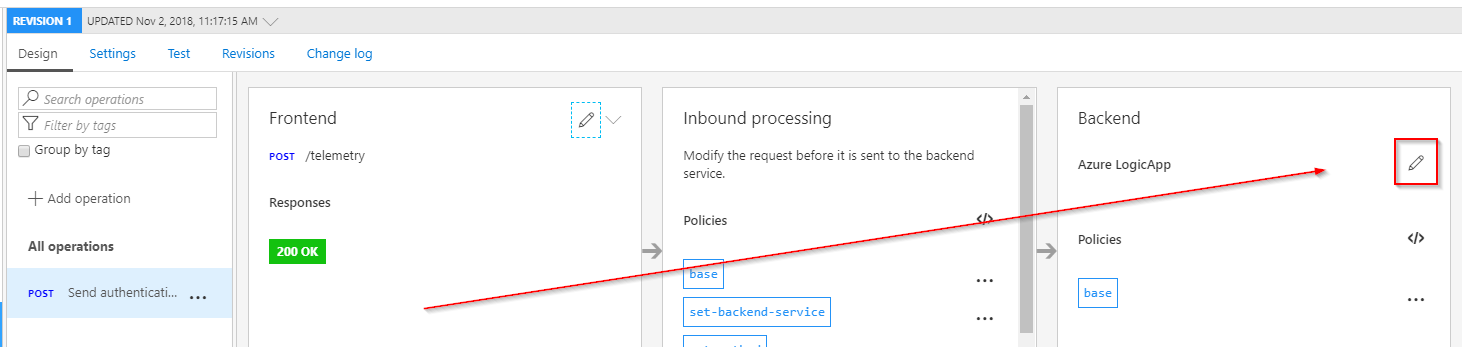 REVISION 1 UPDATED Nov 2, 2018, 11:17:15 AM
Design Settings Test Revisions Change log
Search operations
Filter by tags
Group by tag
Add operation
All operations
POST Send authenticati... ...
Frontend
POST /telemetry
Responses
200 OK
Inbound processing
Modify the request before it is sent to the backend
service.
Policies </>
base ...
set-backend-service ...
Backend
Azure LogicApp
Policies </>
base ...